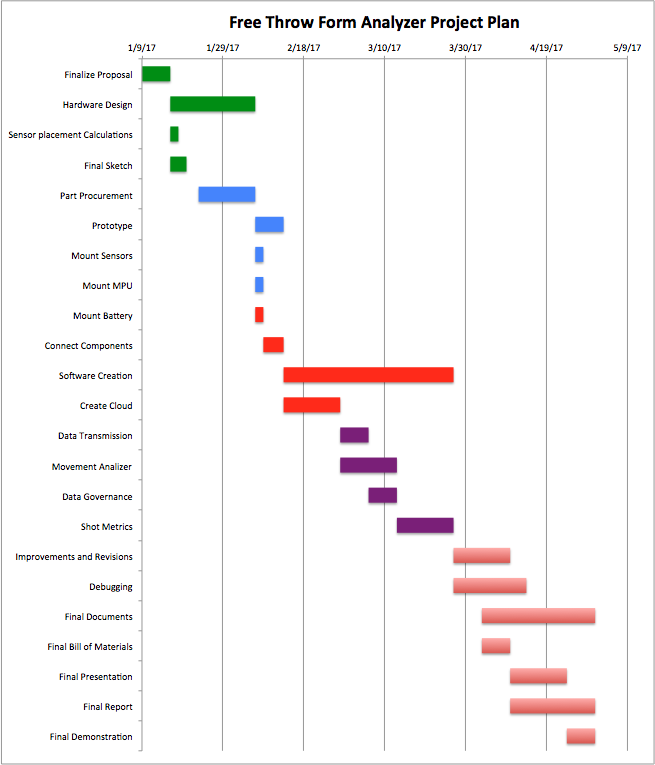 Free Throw Form Analyzer Project Plan
1/9/17 1/29/17 2/18/17 3/10/17 3/30/17 4/19/17 5/9/17
Finalize Proposal
Hardware Design
Sensor placement Calculations
Final Sketch
Part Procurement
Prototype
Mount Sensors
Mount MPU
Mount Battery
Connect Components
Software Creation
Create Cloud
Data Transmission
Movement Analizer
Data Governance
Shot Metrics
Improvements and Revisions
Debugging
Final Documents
Final Bill of Materials
Final Presentation
Final Report
Final Demonstration